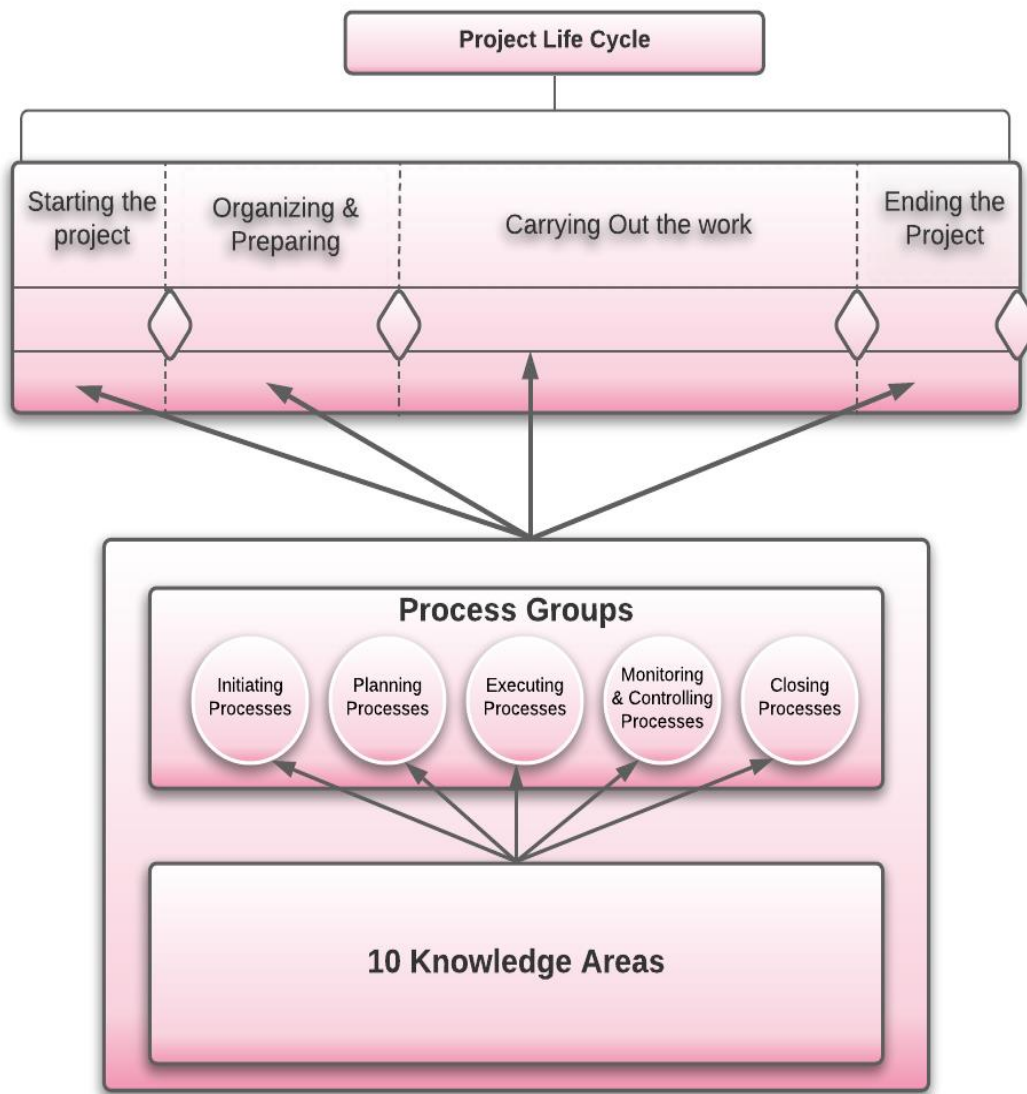 Project Life Cycle
Starting the
project
Organizing &
Preparing
Carrying Out the work
Ending the
Project
Process Groups
Initiating
Processes
Planning
Processes
Executing
Processes
Monitoring
& Controlling
Processes
Closing
Processes
10 Knowledge Areas